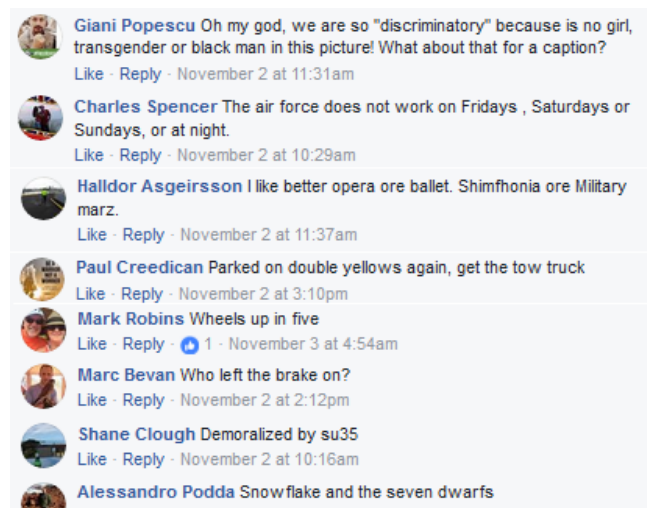 Giani Popescu Oh my god, we are so "discriminatory" because is no girl,
transgender or black man in this picture! What about that for a caption?
Like · Reply · November 2 at 11:31am
Charles Spencer The air force does not work on Fridays , Saturdays or
Sundays, or at night.
Like · Reply · November 2 at 10:29am
Halldor Asgeirsson I like better opera ore ballet. Shimfhonia ore Military
marz.
Like · Reply · November 2 at 11:37am
Paul Creedican Parked on double yellows again, get the tow truck
Like · Reply · November 2 at 3:10pm
Mark Robins Wheels up in five
Like · Reply · 1 · November 3 at 4:54am
Marc Bevan Who left the brake on?
Like · Reply · November 2 at 2:12pm
Shane Clough Demoralized by su35
Like · Reply · November 2 at 10:16am
Alessandro Podda Snowflake and the seven dwarfs